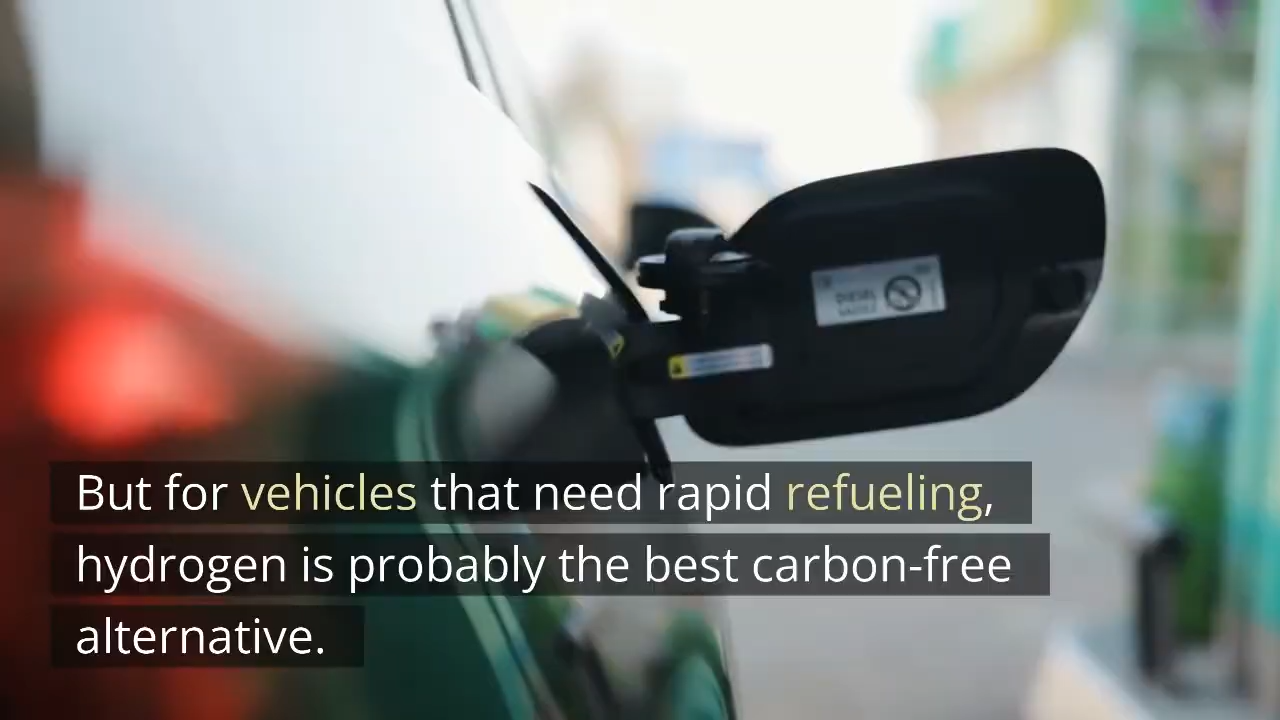 But for vehicles that need rapid refueling,
hydrogen is probably the best carbon-free
alternative.